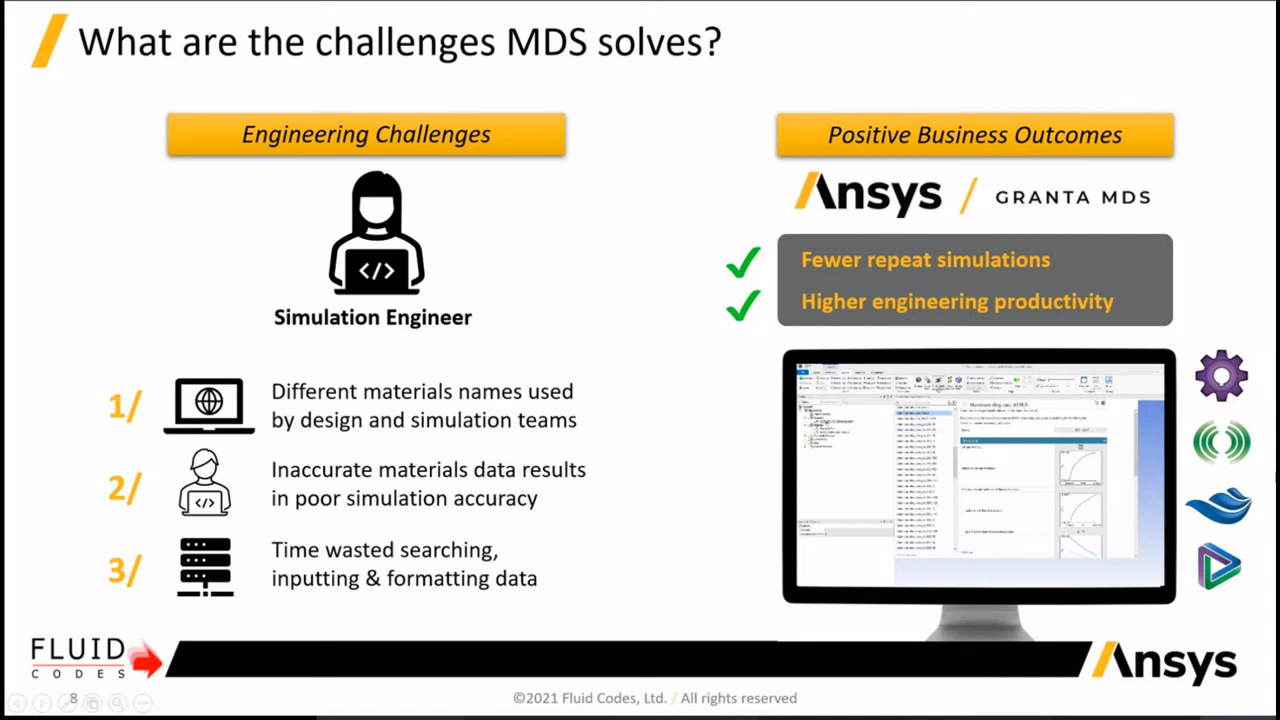 What are the challenges MDS solves?
Engineering Challenges
</>
Simulation Engineer
1/
Different materials names used
by design and simulation teams
2/
</>
Inaccurate materials data results
in poor simulation accuracy
3/
Time wasted searching,
inputting & formatting data
Positive Business Outcomes
Ansys / GRANTA MDS
Fewer repeat simulations
Higher engineering productivity
FLUID
CODES
Ansys
8
©2021 Fluid Codes, Ltd. / All rights reserved